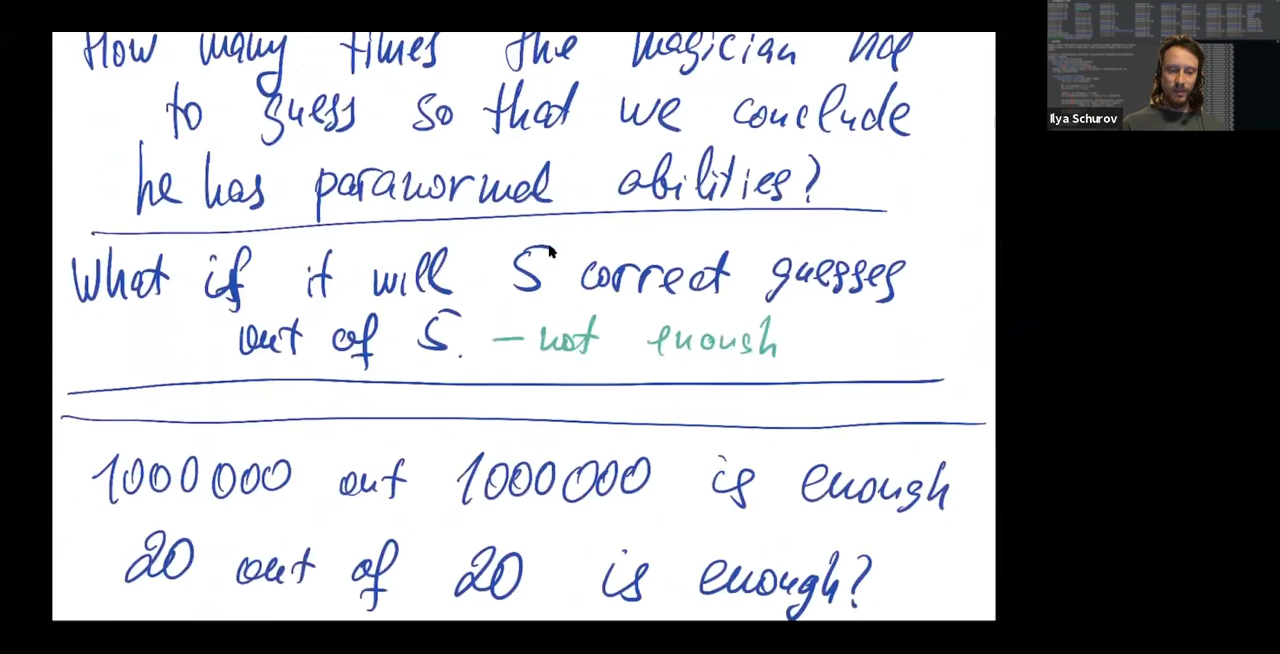 How many times the magician has
to guess so that we conclude
he has paranormal abilities?
What if it will 5 correct guesses
out of 5. – not enough
1000000 out 1000000 is enough
20 out of 20 is enough?
Ilya Schurov